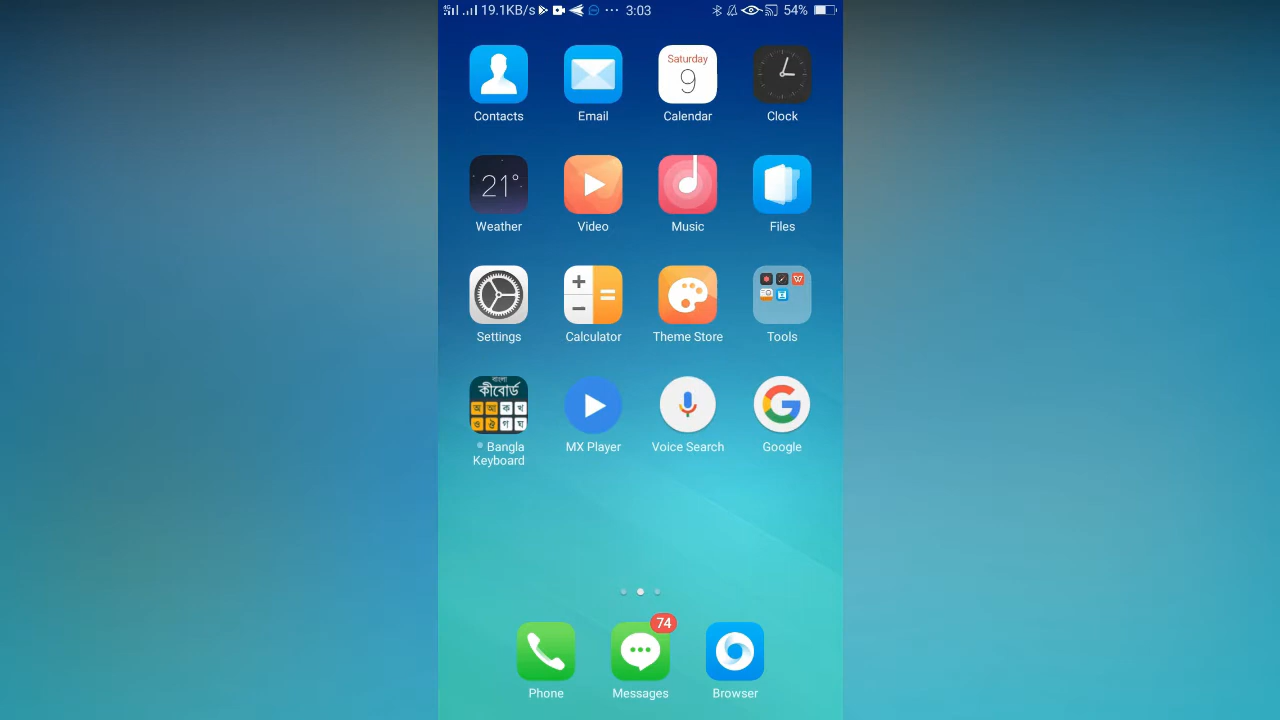 19.1KB/s ... 3:03 54%
Saturday
9
Contacts Email Calendar Clock
21°
Weather Video Music Files
Settings Calculator Theme Store Tools
বাংলা
কীবোর্ড
অ আ ক খ
ও ঐ গ ঘ
Bangla Keyboard MX Player Voice Search Google
74
Phone Messages Browser